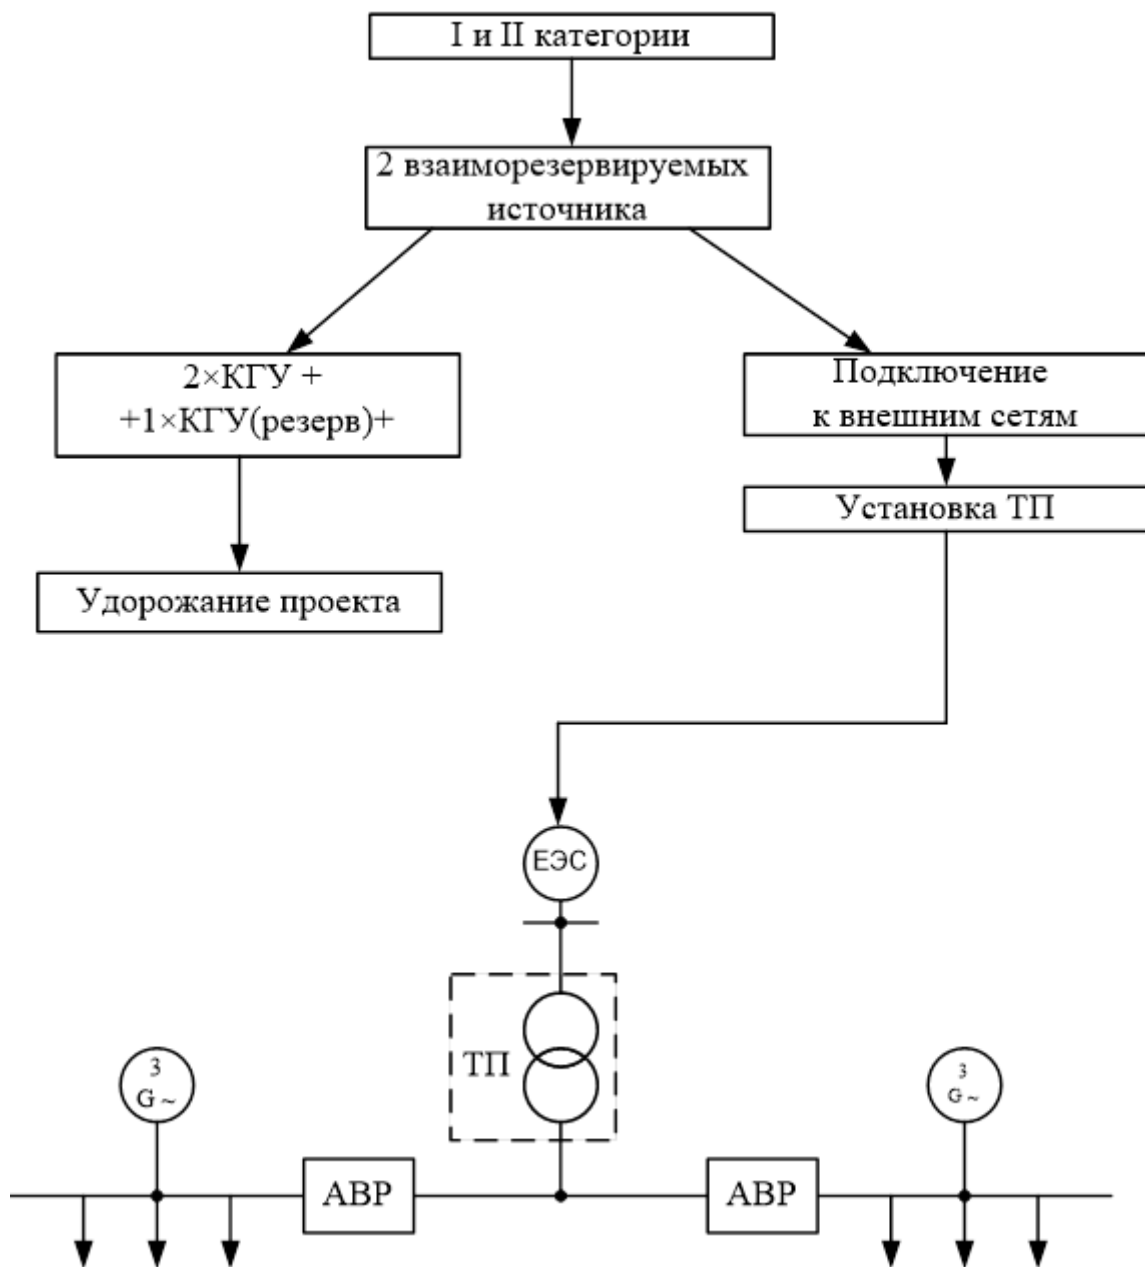 I и II категории
2 взаиморезервируемых
источника
2×КГУ +
+1×КГУ(резерв)+
Подключение
к внешним сетям
Установка ТП
Удорожание проекта
ЕЭС
ТП
3
G ~
3
G ~
АВР
АВР